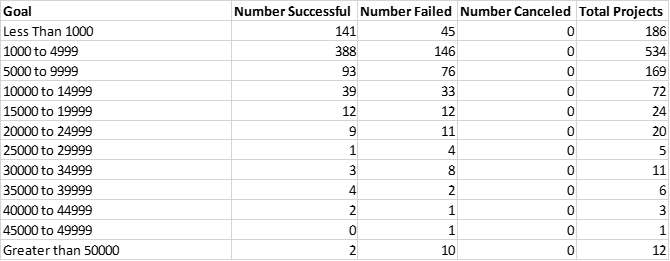 Goal Number Successful Number Failed Number Canceled Total Projects
Less Than 1000 141 45 0 186
1000 to 4999 388 146 0 534
5000 to 9999 93 76 0 169
10000 to 14999 39 33 0 72
15000 to 19999 12 12 0 24
20000 to 24999 9 11 0 20
25000 to 29999 1 4 0 5
30000 to 34999 3 8 0 11
35000 to 39999 4 2 0 6
40000 to 44999 2 1 0 3
45000 to 49999 0 1 0 1
Greater than 50000 2 10 0 12